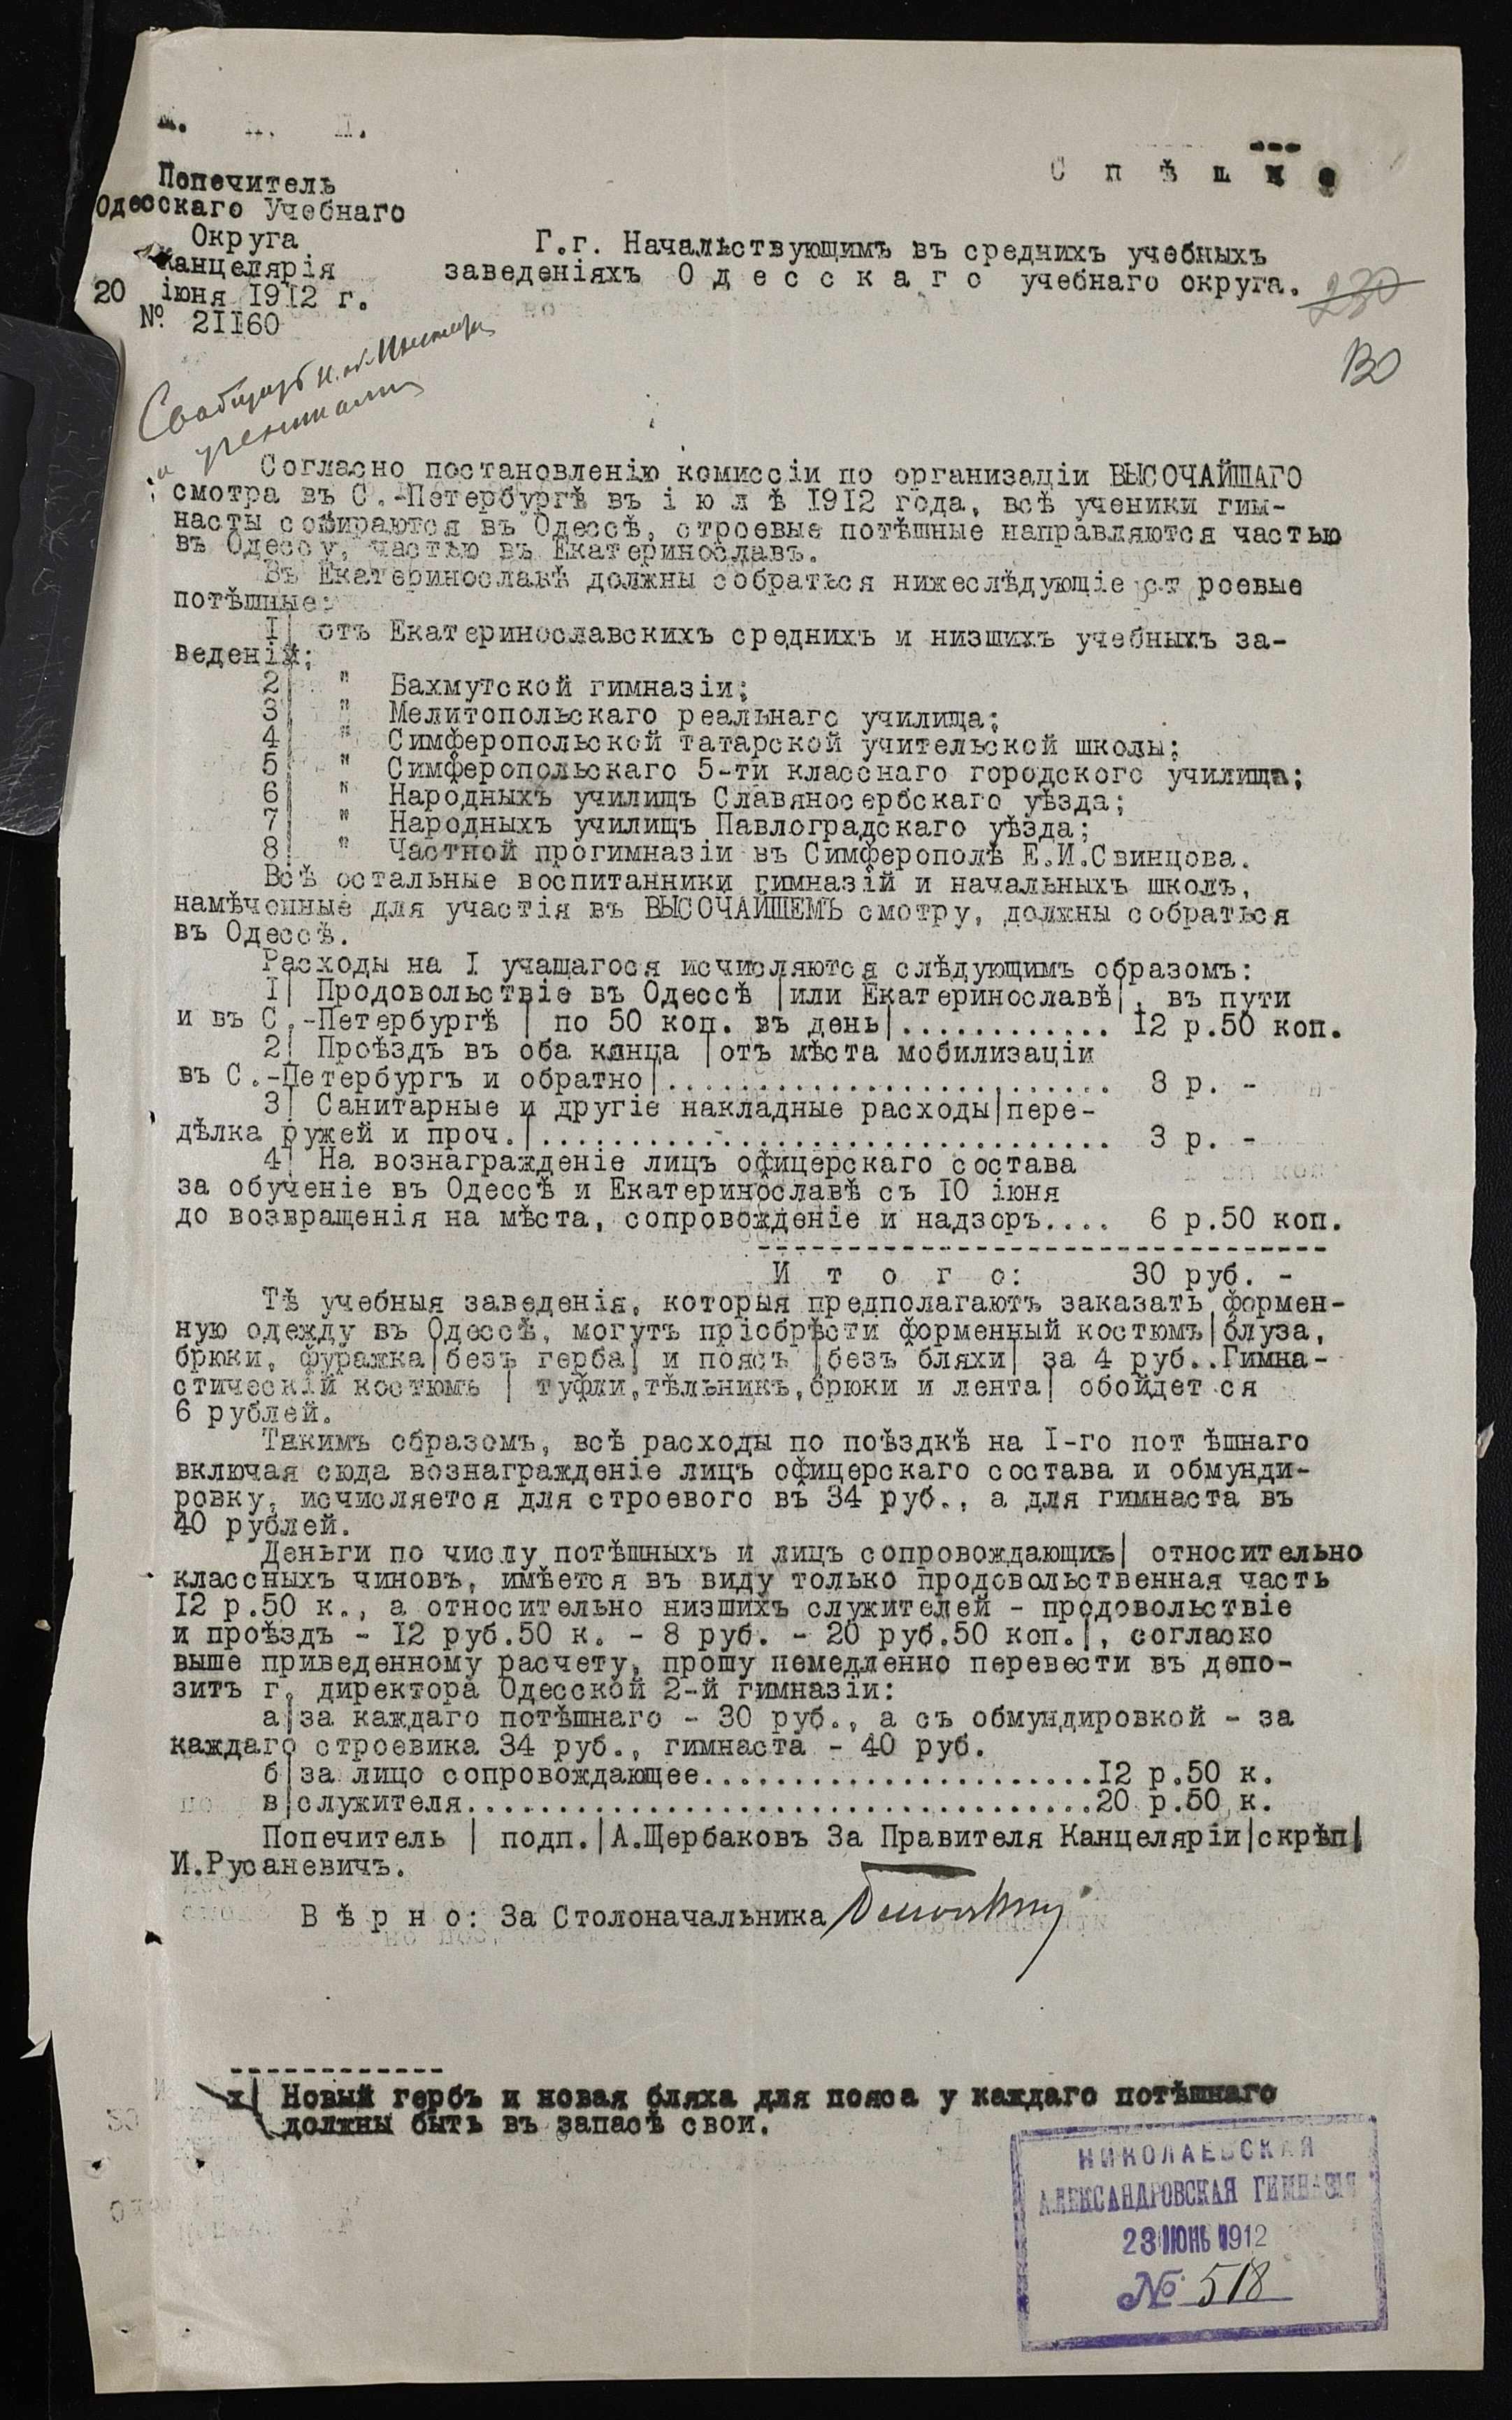 М. Н. П.
С п ѣ ш н о
Попечитель
Одесскаго Учебнаго
Округа
Канцелярія
20 іюня 1912 г.
№ 21160
Г.г. Начальствующимъ въ среднихъ учебныхъ
заведеніяхъ О д е с с к а г о учебнаго округа.
230
130
Сообщить
ученикамъ
Согласно постановленію комиссіи по организаціи ВЫСОЧАЙШАГО
смотра въ С.-Петербургѣ въ і ю л ѣ 1912 года, всѣ ученики гим-
насты собираются въ Одессѣ, строевые потѣшные направляются частью
въ Одессу, частью въ Екатеринославъ.
Въ Екатеринославѣ должны собраться нижеслѣдующіе ст роевые
потѣшные:
I| отъ Екатеринославскихъ среднихъ и низшихъ учебныхъ за-
веденій;
2| " Бахмутской гимназіи;
3| " Мелитопольскаго реальнаго училища;
4| " Симферопольской татарской учительской школы;
5| " Симферопольскаго 5-ти класснаго городского училища;
6| " Народныхъ училищъ Славяносербскаго уѣзда;
7| " Народныхъ училищъ Павлоградскаго уѣзда;
8| " Частной прогимназіи въ Симферополѣ Е.И.Свинцова.
Всѣ остальные воспитанники гимназій и начальныхъ школъ,
намѣченные для участія въ ВЫСОЧАЙШЕМЪ смотру, должны собраться
въ Одессѣ.
Расходы на I учащагося исчисляются слѣдующимъ образомъ:
I| Продовольствіе въ Одессѣ |или Екатеринославѣ|, въ пути
и въ С.-Петербургѣ | по 50 коп. въ день|............ 12 р.50 коп.
2| Проѣздъ въ оба канца |отъ мѣста мобилизаціи
въ С.-Петербургъ и обратно|......................... 8 р. -
3| Санитарные и другіе накладные расходы|пере-
дѣлка ружей и проч.|................................ 3 р. -
4| На вознагражденіе лицъ офицерскаго состава
за обученіе въ Одессѣ и Екатеринославѣ съ 10 іюня
до возвращенія на мѣста, сопровожденіе и надзоръ.... 6 р.50 коп.
--------------------------------
И т о г о: 30 руб. -
Тѣ учебныя заведенія, которыя предполагаютъ заказать формен-
ную одежду въ Одессѣ, могутъ пріобрѣсти форменный костюмъ|блуза,
брюки, фуражка|безъ герба| и поясъ |безъ бляхи| за 4 руб..Гимна-
стическій костюмъ | туфли,тѣльникъ,брюки и лента| обойдет ся
6 рублей.
Такимъ образомъ, всѣ расходы по поѣздкѣ на I-го пот ѣшнаго
включая сюда вознагражденіе лицъ офицерскаго состава и обмунди-
ровку, исчисляется для строевого въ 34 руб., а для гимнаста въ
40 рублей.
Деньги по числу потѣшныхъ и лицъ сопровождающихъ| относительно
классныхъ чиновъ, имѣется въ виду только продовольственная часть
12 р.50 к., а относительно низшихъ служителей - продовольствіе
и проѣздъ - 12 руб.50 к. - 8 руб. - 20 руб.50 коп.|, согласно
выше приведенному расчету, прошу немедленно перевести въ депо-
зитъ г. директора Одесской 2-й гимназіи:
а|за каждаго потѣшнаго - 30 руб., а съ обмундировкой - за
каждаго строевика 34 руб., гимнаста - 40 руб.
б|за лицо сопровождающее......................12 р.50 к.
в|служителя...................................20 р.50 к.
Попечитель | подп.|А.Щербаковъ За Правителя Канцеляріи|скрѣп|
И.Русаневичъ.
В ѣ р н о: За Столоначальника
------------
х| Новый гербъ и новая бляха для пояса у каждаго потѣшнаго
должны быть въ запасѣ свои.
НИКОЛАЕВСКАЯ
АЛЕКСАНДРОВСКАЯ ГИМНАЗІЯ
23 ІЮНЬ 1912
№ 518